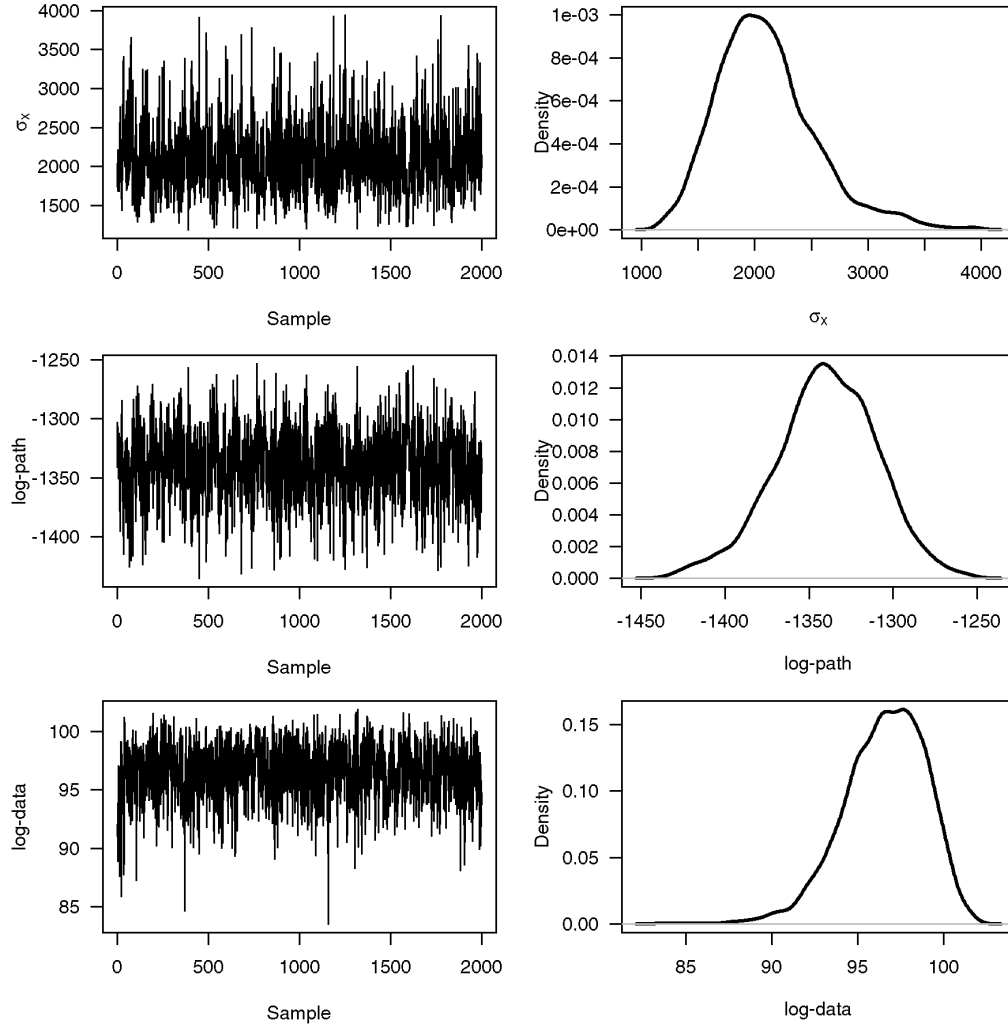 σx
4000
3500
3000
2500
2000
1500
0 500 1000 1500 2000
Sample
Density
1e-03
8e-04
6e-04
4e-04
2e-04
0e+00
1000 2000 3000 4000
σx
log-path
-1250
-1300
-1350
-1400
0 500 1000 1500 2000
Sample
Density
0.014
0.012
0.010
0.008
0.006
0.004
0.002
0.000
-1450 -1400 -1350 -1300 -1250
log-path
log-data
100
95
90
85
0 500 1000 1500 2000
Sample
Density
0.15
0.10
0.05
0.00
85 90 95 100
log-data